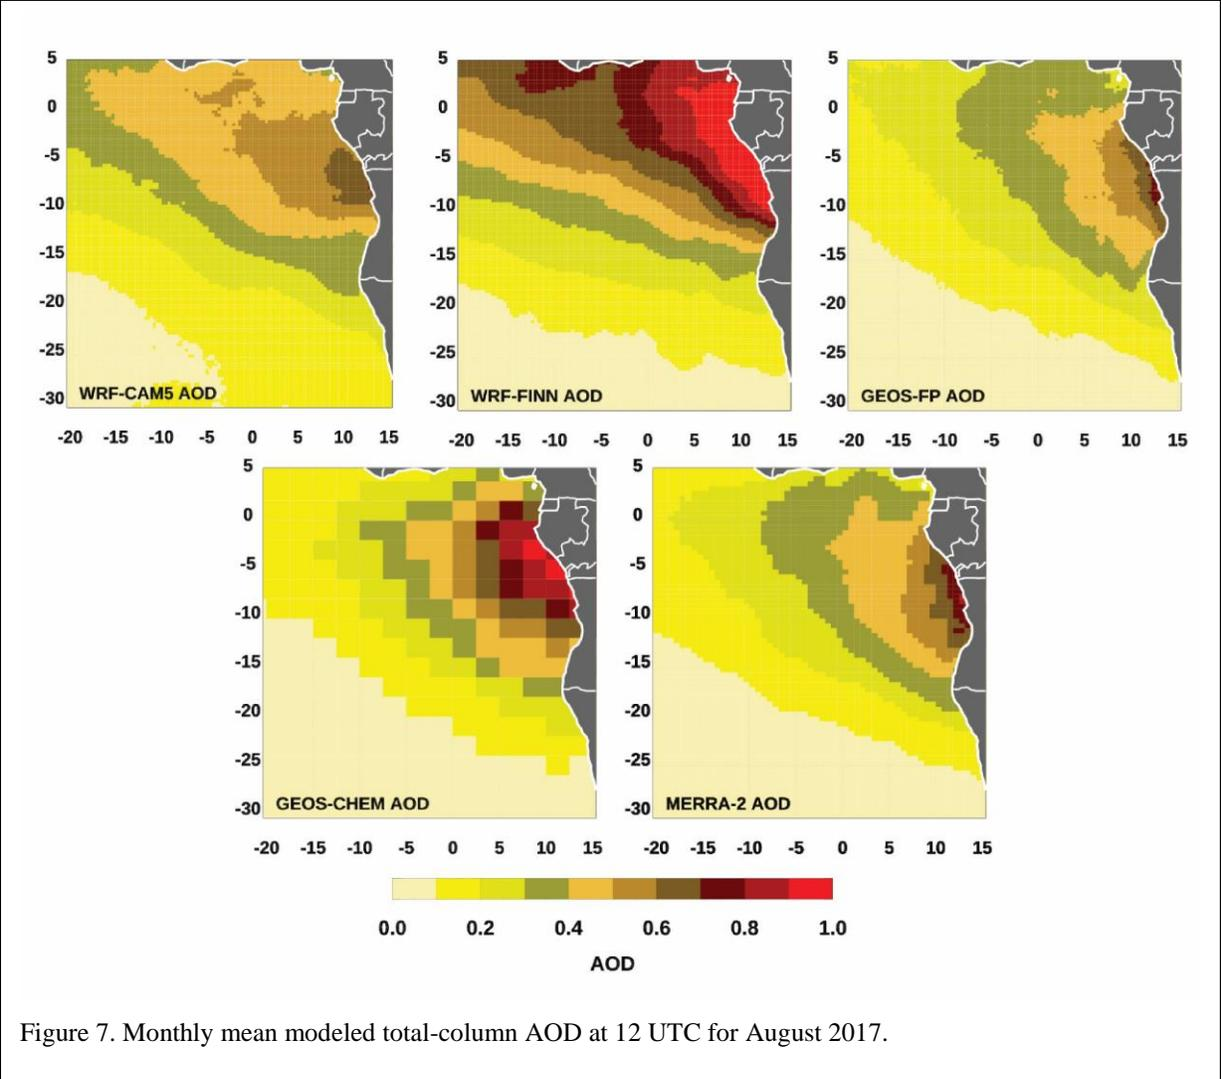 5 5 5
0 0 0
-5 -5 -5
-10 -10 -10
-15 -15 -15
-20 -20 -20
-25 -25 -25
-30 -30 -30
WRF-CAM5 AOD WRF-FINN AOD GEOS-FP AOD
-20 -15 -10 -5 0 5 10 15 -20 -15 -10 -5 0 5 10 15 -20 -15 -10 -5 0 5 10 15
5 5
0 0
-5 -5
-10 -10
-15 -15
-20 -20
-25 -25
-30 -30
GEOS-CHEM AOD MERRA-2 AOD
-20 -15 -10 -5 0 5 10 15 -20 -15 -10 -5 0 5 10 15
0.0 0.2 0.4 0.6 0.8 1.0
AOD
Figure 7. Monthly mean modeled total-column AOD at 12 UTC for August 2017.